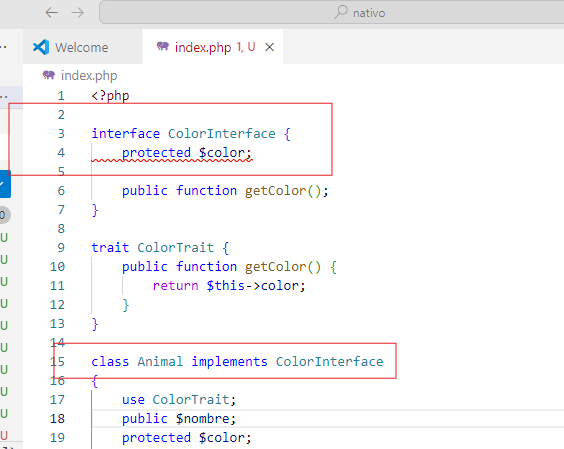 nativo
Welcome
index.php 1, U
index.php
1 <?php
2
3 interface ColorInterface {
4 protected $color;
5
6 public function getColor();
7 }
8
9 trait ColorTrait {
10 public function getColor() {
11 return $this->color;
12 }
13 }
14
15 class Animal implements ColorInterface
16 {
17 use ColorTrait;
18 public $nombre;
19 protected $color;
U
U
U
U
U
U
U
U
U
U